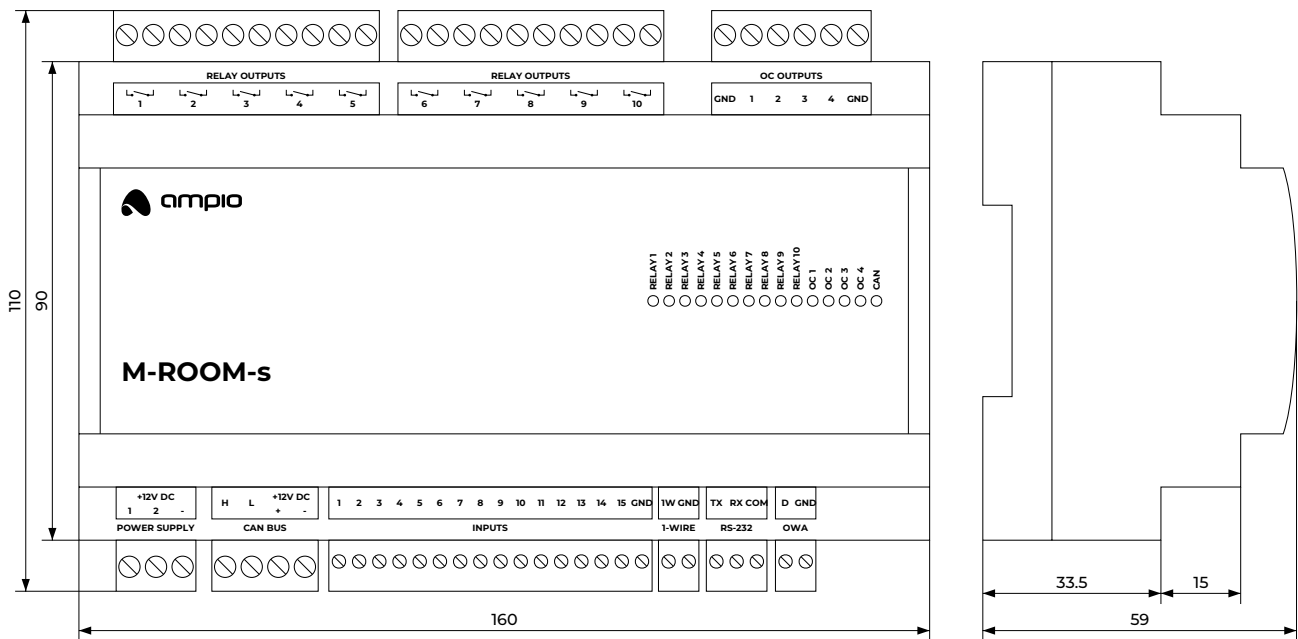 RELAY OUTPUTS RELAY OUTPUTS OC OUTPUTS
1 2 3 4 5 6 7 8 9 10 GND 1 2 3 4 GND
ampio
RELAY 1
RELAY 2
RELAY 3
RELAY 4
RELAY 5
RELAY 6
RELAY 7
RELAY 8
RELAY 9
RELAY 10
OC 1
OC 2
OC 3
OC 4
CAN
110
90
M-ROOM-s
+12V DC
1 2 -
POWER SUPPLY
H L +12V DC
+ -
CAN BUS
1 2 3 4 5 6 7 8 9 10 11 12 13 14 15 GND
INPUTS
1W GND
1-WIRE
TX RX COM
RS-232
D GND
OWA
33.5 15
160 59